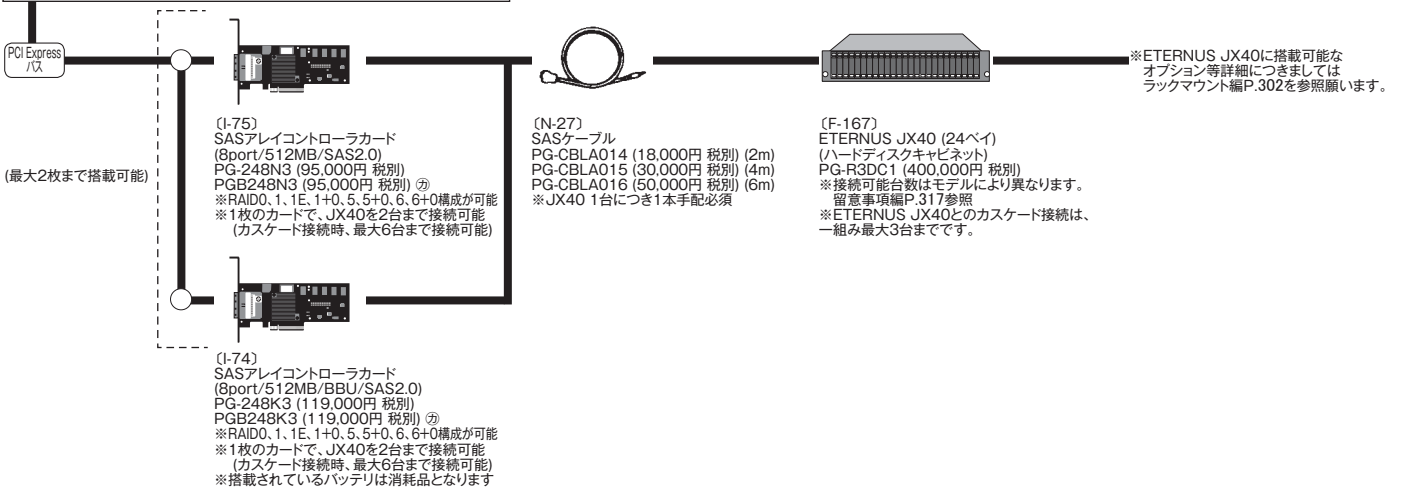 PCI Express
バス
(最大2枚まで搭載可能)
〔I-75〕
SASアレイコントローラカード
(8port/512MB/SAS2.0)
PG-248N3 (95,000円 税別)
PGB248N3 (95,000円 税別) ㋕
※RAID0、1、1E、1+0、5、5+0、6、6+0構成が可能
※1枚のカードで、JX40を2台まで接続可能
(カスケード接続時、最大6台まで接続可能)
〔I-74〕
SASアレイコントローラカード
(8port/512MB/BBU/SAS2.0)
PG-248K3 (119,000円 税別)
PGB248K3 (119,000円 税別) ㋕
※RAID0、1、1E、1+0、5、5+0、6、6+0構成が可能
※1枚のカードで、JX40を2台まで接続可能
(カスケード接続時、最大6台まで接続可能)
※搭載されているバッテリは消耗品となります
〔N-27〕
SASケーブル
PG-CBLA014 (18,000円 税別) (2m)
PG-CBLA015 (30,000円 税別) (4m)
PG-CBLA016 (50,000円 税別) (6m)
※JX40 1台につき1本手配必須
〔F-167〕
ETERNUS JX40 (24ベイ)
(ハードディスクキャビネット)
PG-R3DC1 (400,000円 税別)
※接続可能台数はモデルにより異なります。
留意事項編P.317参照
※ETERNUS JX40とのカスケード接続は、
一組み最大3台までです。
※ETERNUS JX40に搭載可能な
オプション等詳細につきましては
ラックマウント編P.302を参照願います。